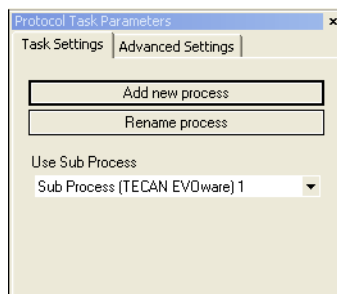 Protocol Task Parameters x
Task Settings Advanced Settings
Add new process
Rename process
Use Sub Process
Sub Process (TECAN EVOware) 1